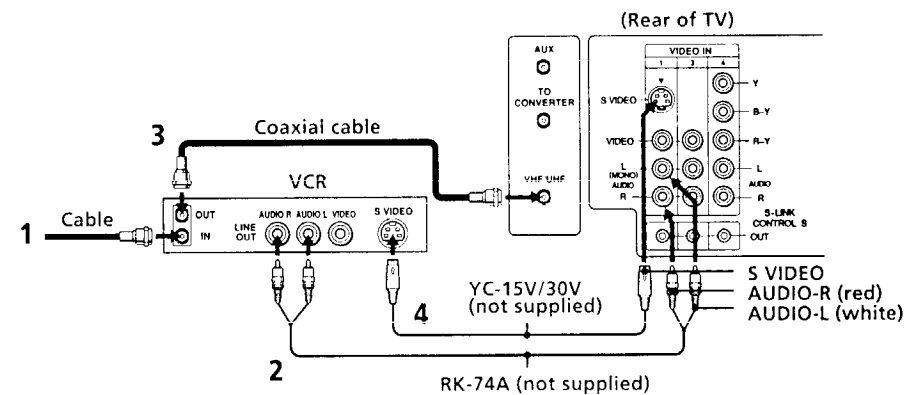 (Rear of TV)
VIDEO IN
1 3 4
AUX
TO
CONVERTER
VHF/UHF
S VIDEO
VIDEO
L
(MONO)
AUDIO
R
Y
B–Y
R–Y
L
AUDIO
R
S-LINK
CONTROL S
OUT
3
Coaxial cable
VCR
1
Cable
OUT
IN
AUDIO R AUDIO L VIDEO
LINE
OUT
S VIDEO
YC-15V/30V
(not supplied)
4
2
RK-74A (not supplied)
S VIDEO
AUDIO-R (red)
AUDIO-L (white)